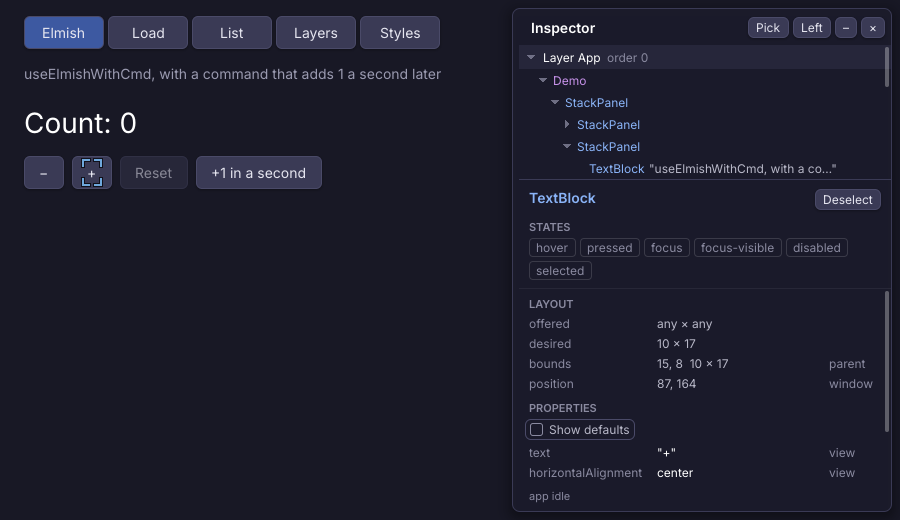 Elmish Load List Layers Styles
useElmishWithCmd, with a command that adds 1 a second later
Count: 0
− + Reset +1 in a second
Inspector Pick Left − ×
Layer App order 0
Demo
StackPanel
StackPanel
StackPanel
TextBlock "useElmishWithCmd, with a co..."
TextBlock Deselect
STATES
hover pressed focus focus-visible disabled
selected
LAYOUT
offered any × any
desired 10 × 17
bounds 15, 8 10 × 17 parent
position 87, 164 window
PROPERTIES
Show defaults
text "+" view
horizontalAlignment center view
app idle